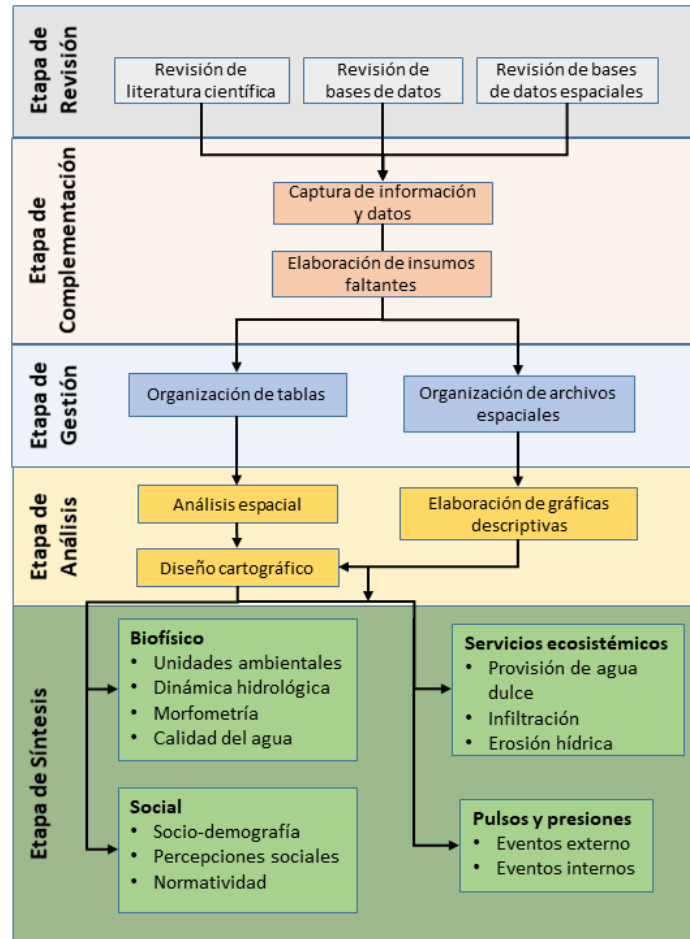 Etapa de
Revisión
Revisión de
literatura científica
Revisión de
bases de datos
Revisión de bases
de datos espaciales
Etapa de
Complementación
Captura de información
y datos
Elaboración de insumos
faltantes
Etapa de
Gestión
Organización de tablas
Organización de archivos
espaciales
Etapa de
Análisis
Análisis espacial
Elaboración de gráficas
descriptivas
Diseño cartográfico
Etapa de Síntesis
Biofísico
• Unidades ambientales
• Dinámica hidrológica
• Morfometría
• Calidad del agua
Servicios ecosistémicos
• Provisión de agua
dulce
• Infiltración
• Erosión hídrica
Social
• Socio-demografía
• Percepciones sociales
• Normatividad
Pulsos y presiones
• Eventos externo
• Eventos internos